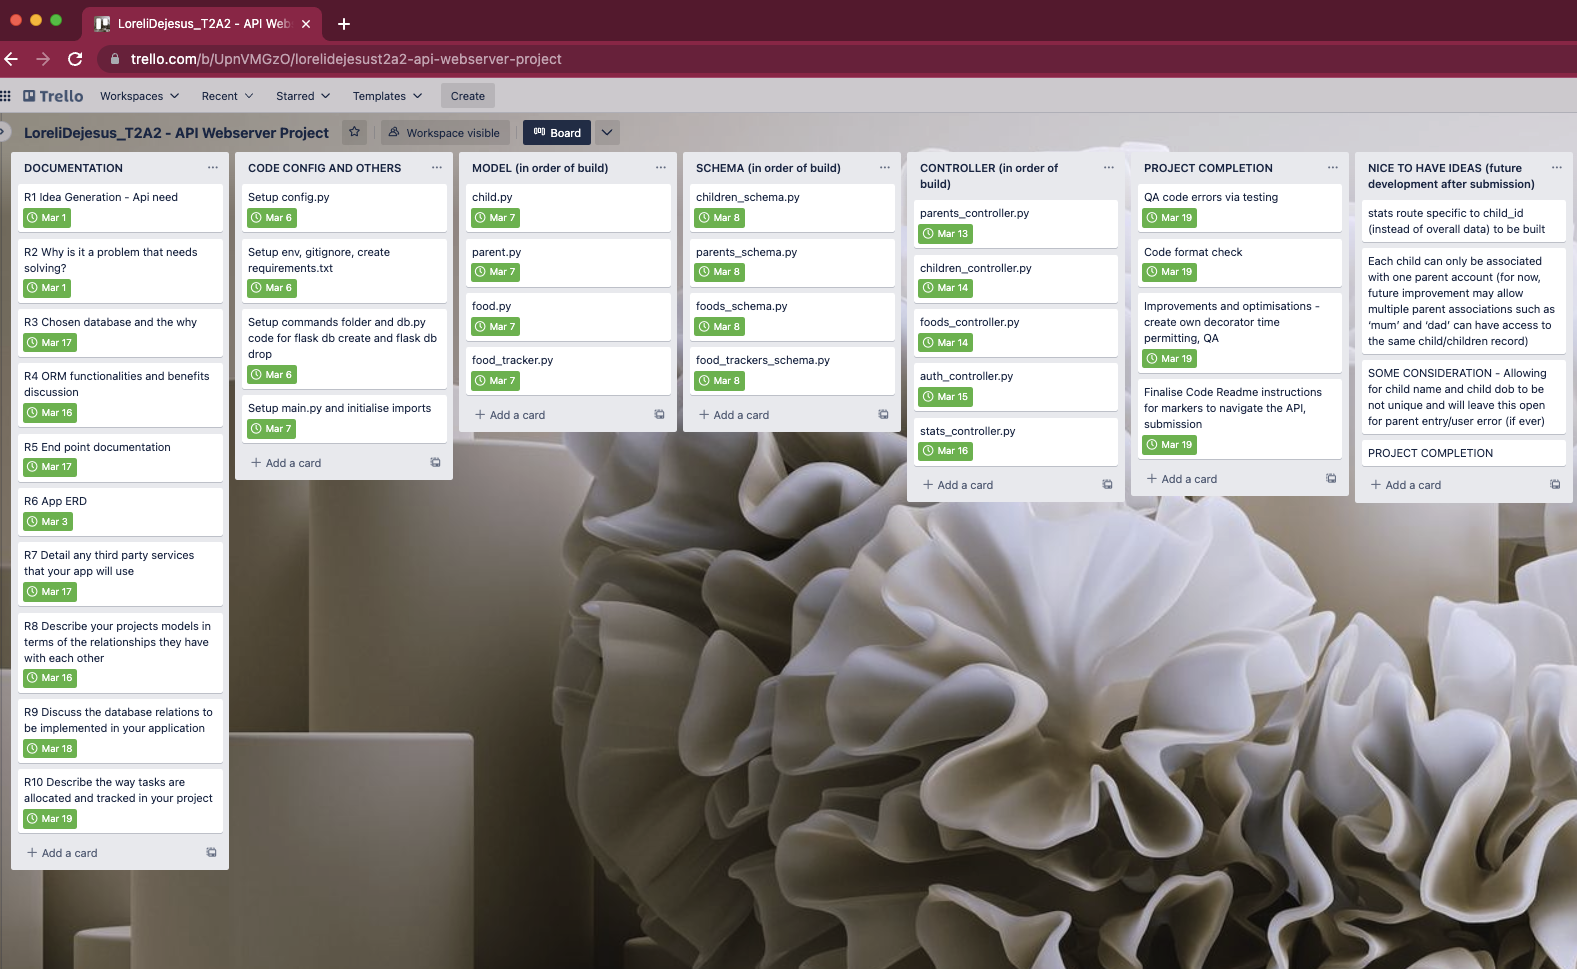 LoreliDejesus_T2A2 - API Web
trello.com/b/UpnVMGzO/lorelidejesust2a2-api-webserver-project
Trello
Workspaces
Recent
Starred
Templates
Create
LoreliDejesus_T2A2 - API Webserver Project
Workspace visible
Board
DOCUMENTATION
R1 Idea Generation - Api need
Mar 1
R2 Why is it a problem that needs
solving?
Mar 1
R3 Chosen database and the why
Mar 17
R4 ORM functionalities and benefits
discussion
Mar 16
R5 End point documentation
Mar 17
R6 App ERD
Mar 3
R7 Detail any third party services
that your app will use
Mar 17
R8 Describe your projects models in
terms of the relationships they have
with each other
Mar 16
R9 Discuss the database relations to
be implemented in your application
Mar 18
R10 Describe the way tasks are
allocated and tracked in your project
Mar 19
Add a card
CODE CONFIG AND OTHERS
Setup config.py
Mar 6
Setup env, gitignore, create
requirements.txt
Mar 6
Setup commands folder and db.py
code for flask db create and flask db
drop
Mar 6
Setup main.py and initialise imports
Mar 7
Add a card
MODEL (in order of build)
child.py
Mar 7
parent.py
Mar 7
food.py
Mar 7
food_tracker.py
Mar 7
Add a card
SCHEMA (in order of build)
children_schema.py
Mar 8
parents_schema.py
Mar 8
foods_schema.py
Mar 8
food_trackers_schema.py
Mar 8
Add a card
CONTROLLER (in order of
build)
parents_controller.py
Mar 13
children_controller.py
Mar 14
foods_controller.py
Mar 14
auth_controller.py
Mar 15
stats_controller.py
Mar 16
Add a card
PROJECT COMPLETION
QA code errors via testing
Mar 19
Code format check
Mar 19
Improvements and optimisations -
create own decorator time
permitting, QA
Mar 19
Finalise Code Readme instructions
for markers to navigate the API,
submission
Mar 19
Add a card
NICE TO HAVE IDEAS (future
development after submission)
stats route specific to child_id
(instead of overall data) to be built
Each child can only be associated
with one parent account (for now,
future improvement may allow
multiple parent associations such as
‘mum’ and ‘dad’ can have access to
the same child/children record)
SOME CONSIDERATION - Allowing
for child name and child dob to be
not unique and will leave this open
for parent entry/user error (if ever)
PROJECT COMPLETION
Add a card